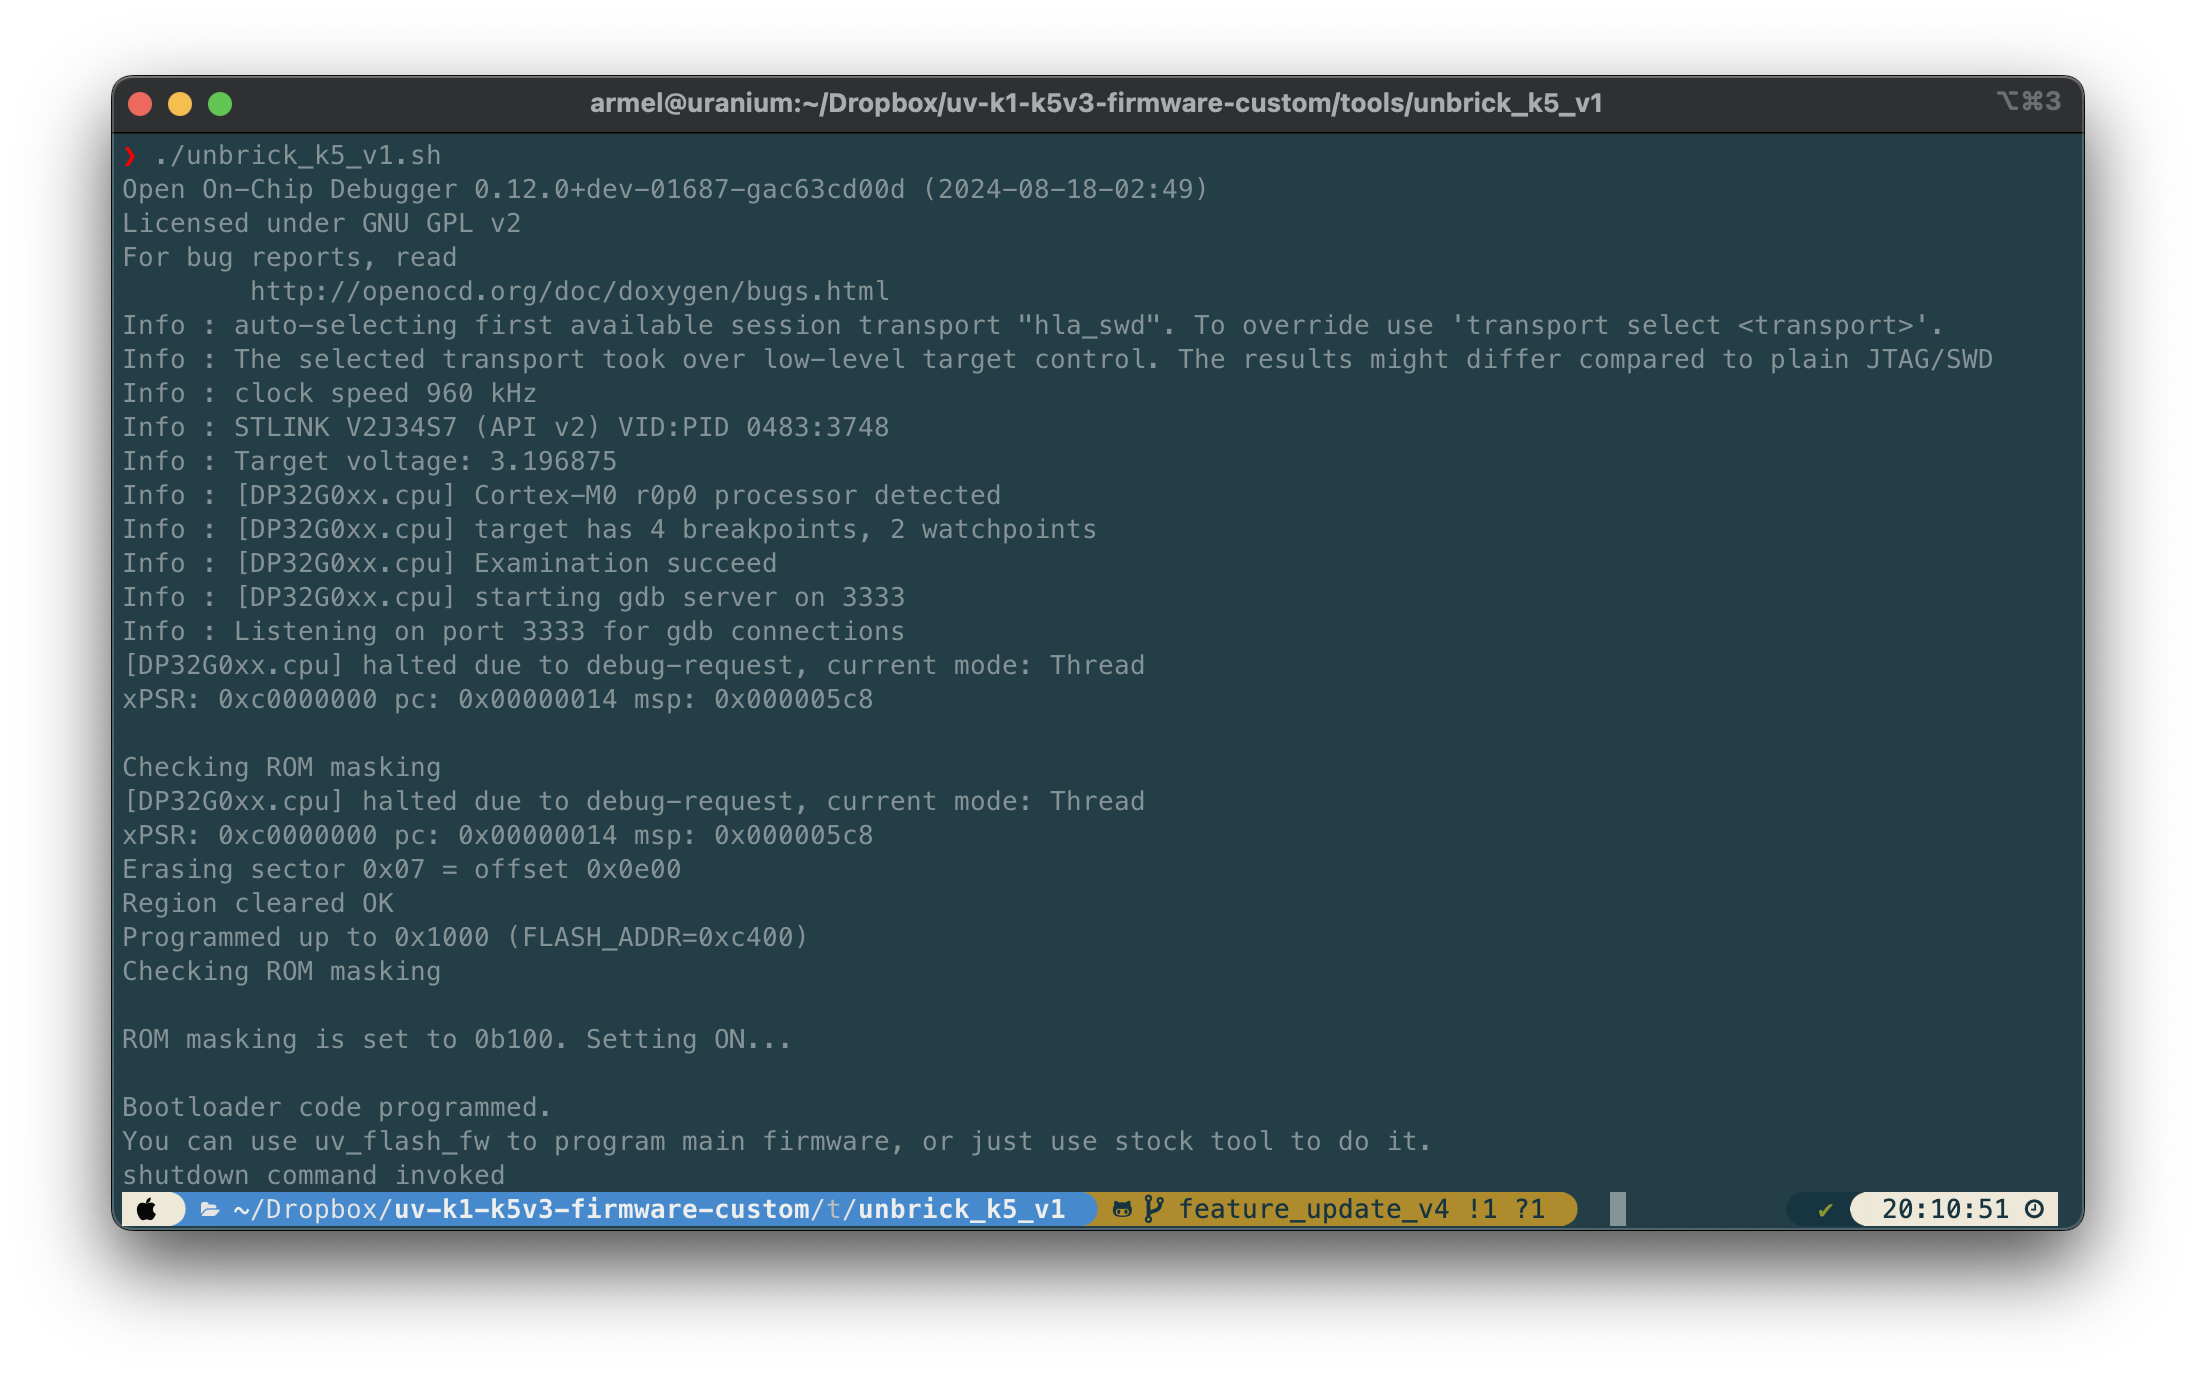 armel@uranium:~/Dropbox/uv-k1-k5v3-firmware-custom/tools/unbrick_k5_v1 ⌥⌘3
❯ ./unbrick_k5_v1.sh
Open On-Chip Debugger 0.12.0+dev-01687-gac63cd00d (2024-08-18-02:49)
Licensed under GNU GPL v2
For bug reports, read
http://openocd.org/doc/doxygen/bugs.html
Info : auto-selecting first available session transport "hla_swd". To override use 'transport select <transport>'.
Info : The selected transport took over low-level target control. The results might differ compared to plain JTAG/SWD
Info : clock speed 960 kHz
Info : STLINK V2J34S7 (API v2) VID:PID 0483:3748
Info : Target voltage: 3.196875
Info : [DP32G0xx.cpu] Cortex-M0 r0p0 processor detected
Info : [DP32G0xx.cpu] target has 4 breakpoints, 2 watchpoints
Info : [DP32G0xx.cpu] Examination succeed
Info : [DP32G0xx.cpu] starting gdb server on 3333
Info : Listening on port 3333 for gdb connections
[DP32G0xx.cpu] halted due to debug-request, current mode: Thread
xPSR: 0xc0000000 pc: 0x00000014 msp: 0x000005c8
Checking ROM masking
[DP32G0xx.cpu] halted due to debug-request, current mode: Thread
xPSR: 0xc0000000 pc: 0x00000014 msp: 0x000005c8
Erasing sector 0x07 = offset 0x0e00
Region cleared OK
Programmed up to 0x1000 (FLASH_ADDR=0xc400)
Checking ROM masking
ROM masking is set to 0b100. Setting ON...
Bootloader code programmed.
You can use uv_flash_fw to program main firmware, or just use stock tool to do it.
shutdown command invoked
~/Dropbox/uv-k1-k5v3-firmware-custom/t/unbrick_k5_v1 feature_update_v4 !1 ?1 ✔ 20:10:51